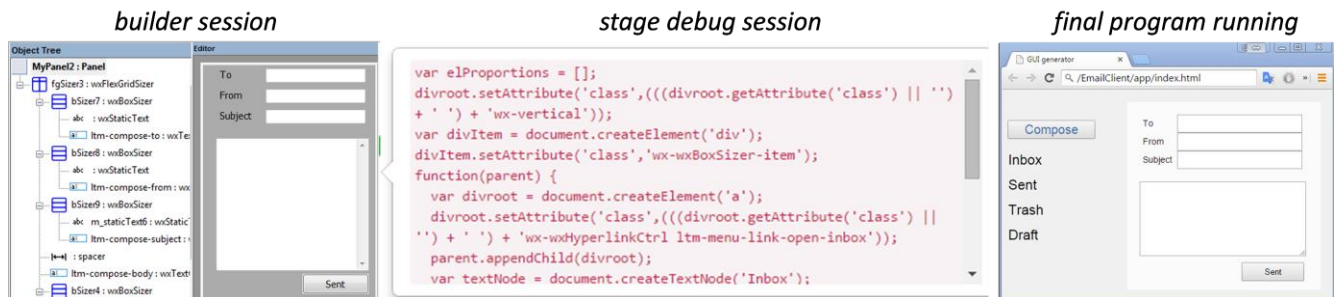 builder session
stage debug session
final program running
Object Tree
MyPanel2 : Panel
fgSizer3 : wxFlexGridSizer
bSizer7 : wxBoxSizer
abc : wxStaticText
ltm-compose-to : wxTe
bSizer8 : wxBoxSizer
abc : wxStaticText
ltm-compose-from : wx
bSizer9 : wxBoxSizer
abc m_staticText6 : wxStatic
ltm-compose-subject :
: spacer
ltm-compose-body : wxText
bSizer4 : wxBoxSizer
Editor
To
From
Subject
Sent
var elProportions = [];
divroot.setAttribute('class',(((divroot.getAttribute('class') || '')
+ ' ') + 'wx-vertical'));
var divItem = document.createElement('div');
divItem.setAttribute('class','wx-wxBoxSizer-item');
function(parent) {
var divroot = document.createElement('a');
divroot.setAttribute('class',(((divroot.getAttribute('class') ||
'') + ' ') + 'wx-wxHyperlinkCtrl ltm-menu-link-open-inbox'));
parent.appendChild(divroot);
var textNode = document.createTextNode('Inbox');
GUI generator
/EmailClient/app/index.html
Compose
Inbox
Sent
Trash
Draft
To
From
Subject
Sent